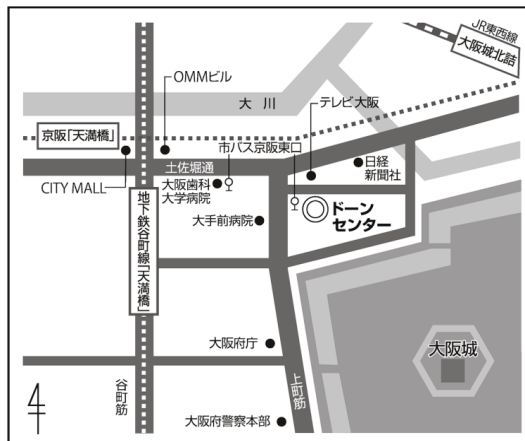 JR東西線
大阪城北詰
OMMビル
大川
テレビ大阪
京阪「天満橋」
市バス京阪東口
日経
新聞社
土佐堀通
CITY MALL
大阪歯科
大学病院
ドーン
センター
地下鉄谷町線「天満橋」
大手前病院
大阪府庁
大阪城
谷町筋
上町筋
大阪府警察本部
4